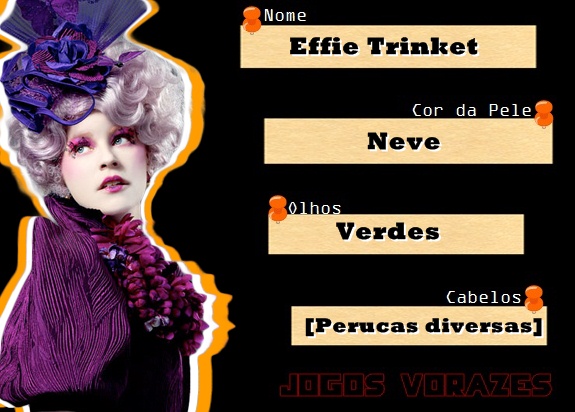 Nome
Effie Trinket
Cor da Pele
Neve
Olhos
Verdes
Cabelos
[Perucas diversas]
JOGOS VORAZES